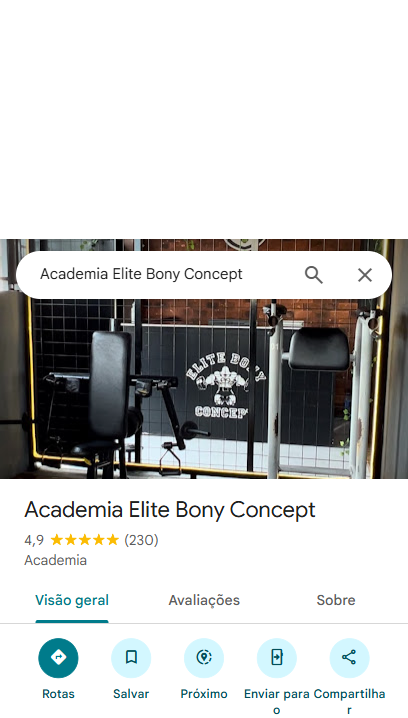 Academia Elite Bony Concept
ELITE BONY
CONCEPT
Academia Elite Bony Concept
4,9 (230)
Academia
Visão geral Avaliações Sobre
Rotas Salvar Próximo Enviar para o Compartilhar